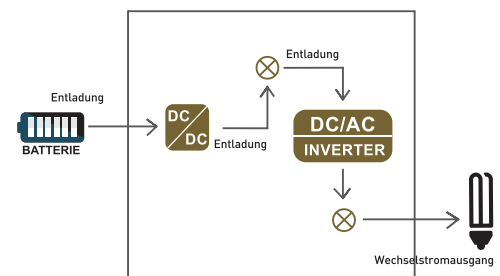 Entladung
Entladung
BATTERIE
DC
DC
Entladung
DC/AC
INVERTER
Wechselstromausgang